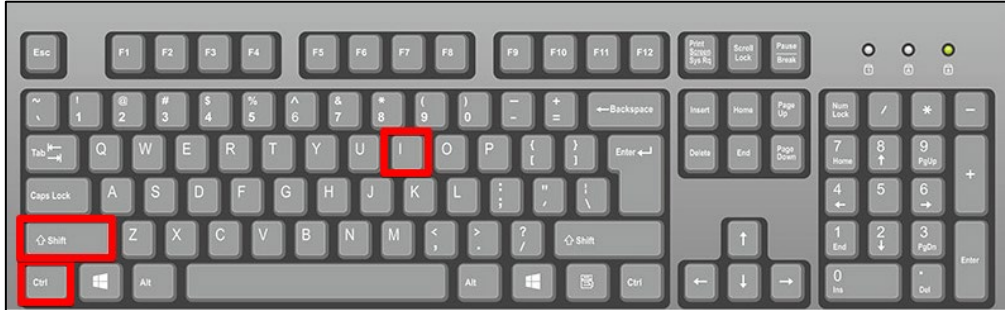 Esc F1 F2 F3 F4 F5 F6 F7 F8 F9 F10 F11 F12 Print Screen Sys Rq Scroll Lock Pause Break
~ ` ! 1 @ 2 # 3 $ 4 % 5 ^ 6 & 7 * 8 ( 9 ) 0 _ - + = ←Backspace Insert Home Page Up Num Lock / * -
Tab Q W E R T Y U I O P { [ } ] Enter ↵ Delete End Page Down 7 Home 8 ↑ 9 PgUp +
Caps Lock A S D F G H J K L : ; " ' | \ 4 ← 5 6 →
⇧ Shift Z X C V B N M < , > . ? / ⇧ Shift ↑ 1 End 2 ↓ 3 PgDn Enter
Ctrl Alt Alt Ctrl ← ↓ → 0 Ins . Del